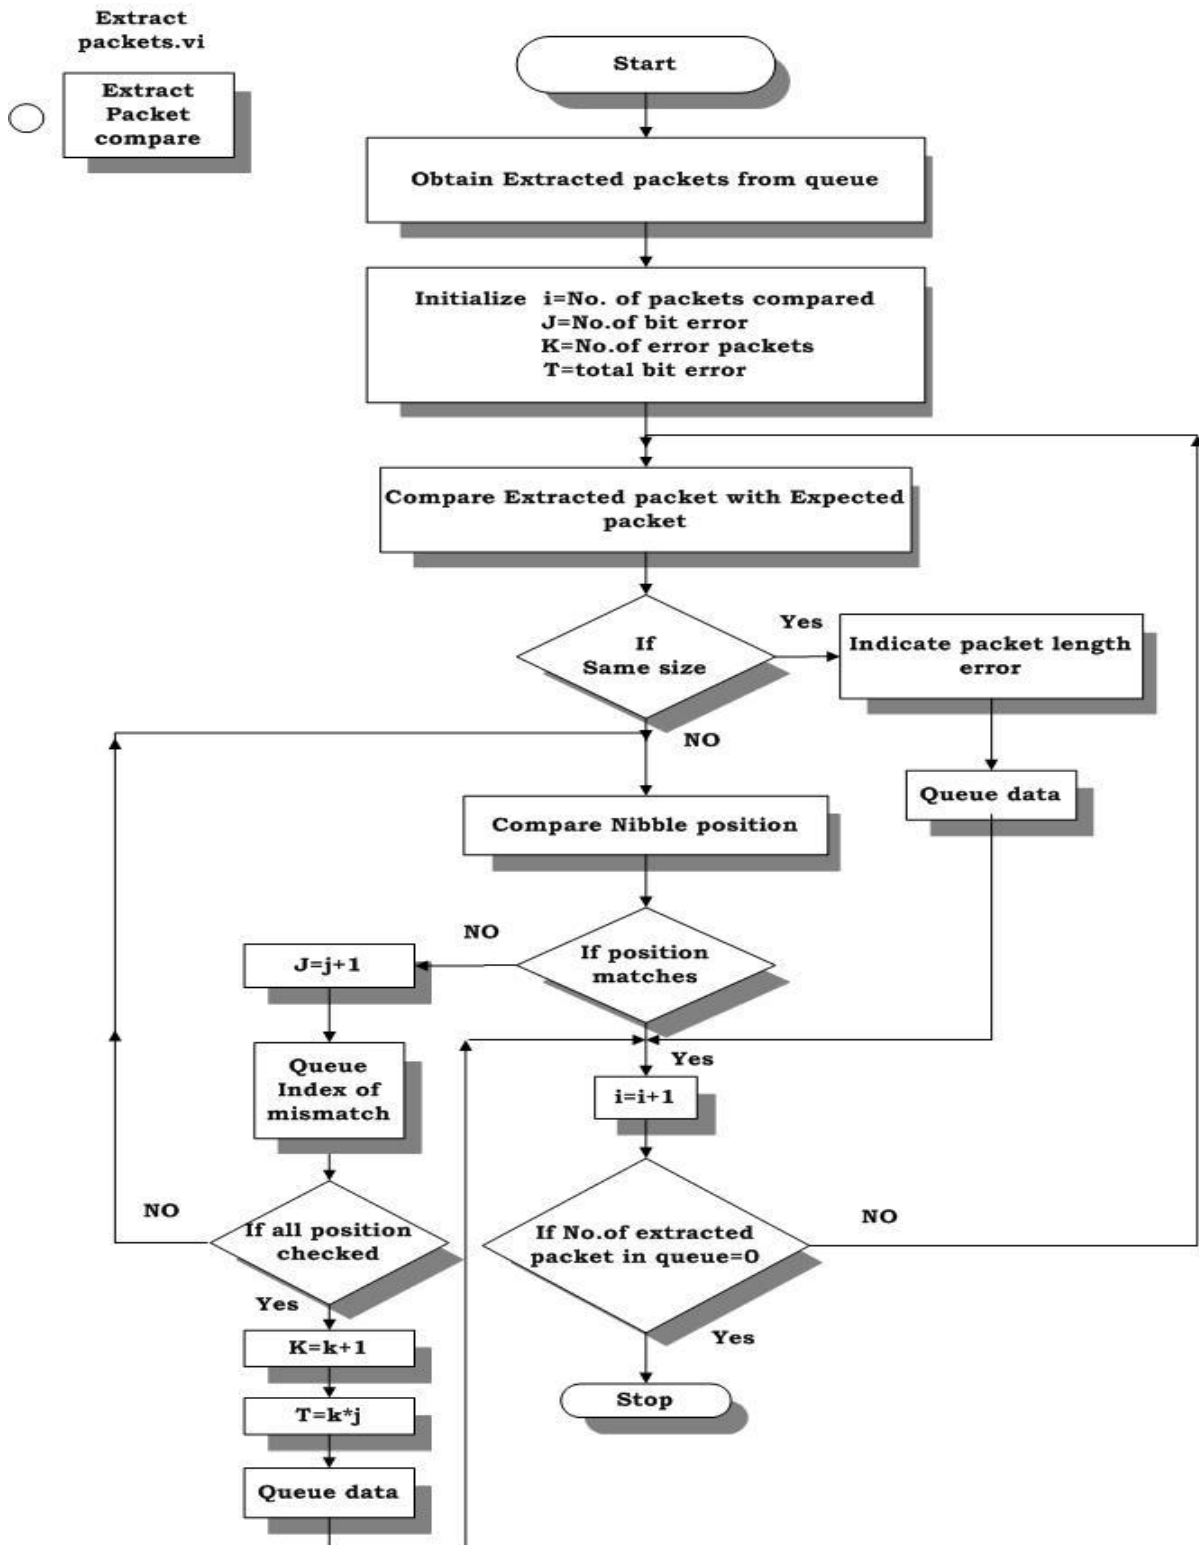 Extract
packets.vi
Extract
Packet
compare
Start
Obtain Extracted packets from queue
Initialize i=No. of packets compared
J=No.of bit error
K=No.of error packets
T=total bit error
Compare Extracted packet with Expected
packet
If
Same size
Yes
Indicate packet length
error
NO
Queue data
Compare Nibble position
If position
matches
NO
J=j+1
Queue
Index of
mismatch
Yes
i=i+1
If all position
checked
NO
If No.of extracted
packet in queue=0
NO
Yes
K=k+1
Yes
T=k*j
Stop
Queue data